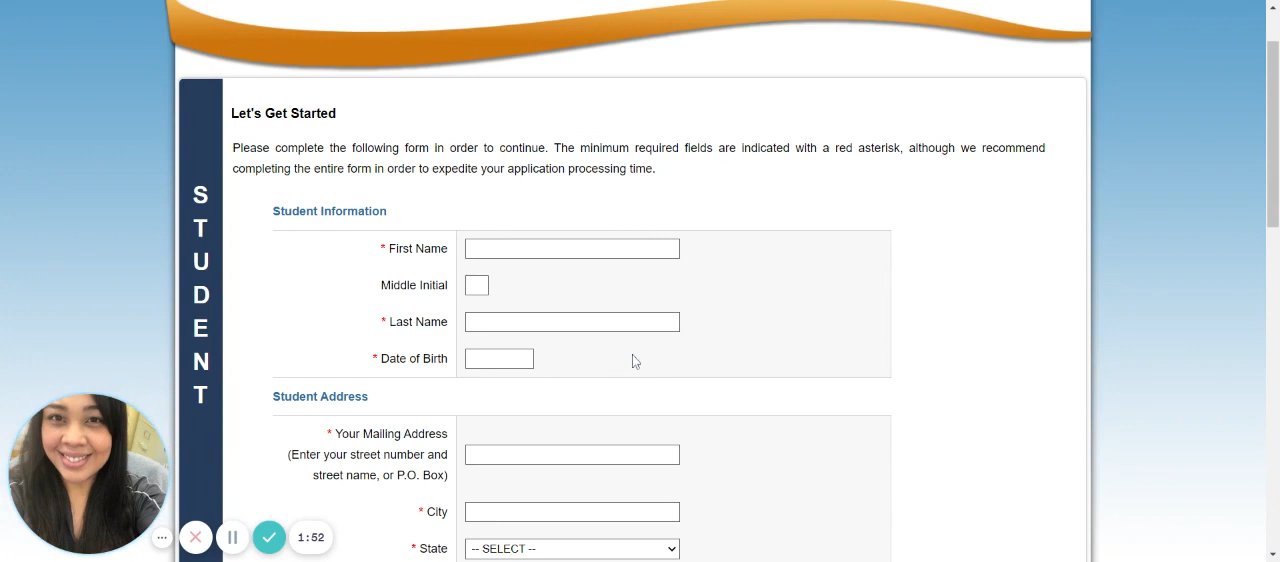 Let's Get Started
Please complete the following form in order to continue. The minimum required fields are indicated with a red asterisk, although we recommend
completing the entire form in order to expedite your application processing time.
STUDENT
Student Information
* First Name
Middle Initial
* Last Name
* Date of Birth
Student Address
* Your Mailing Address
(Enter your street number and
street name, or P.O. Box)
* City
* State
-- SELECT --
1:52